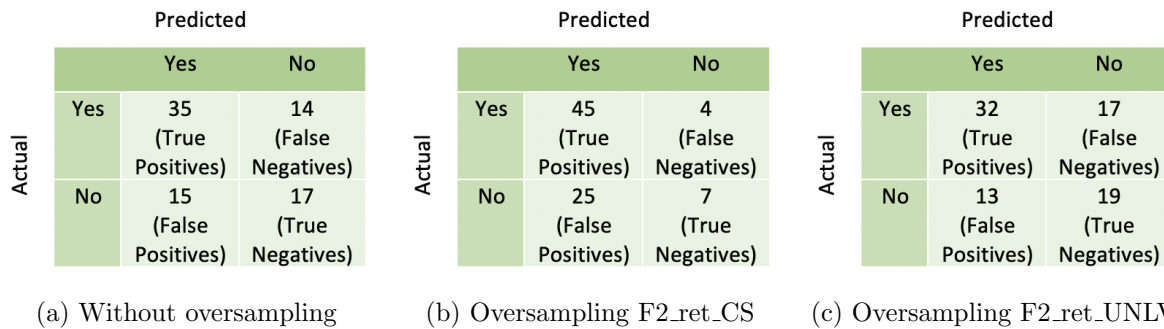 Predicted
Yes No
Actual
Yes 35 14
(True (False
Positives) Negatives)
No 15 17
(False (True
Positives) Negatives)
(a) Without oversampling
Predicted
Yes No
Actual
Yes 45 4
(True (False
Positives) Negatives)
No 25 7
(False (True
Positives) Negatives)
(b) Oversampling F2_ret_CS
Predicted
Yes No
Actual
Yes 32 17
(True (False
Positives) Negatives)
No 13 19
(False (True
Positives) Negatives)
(c) Oversampling F2_ret_UNLV